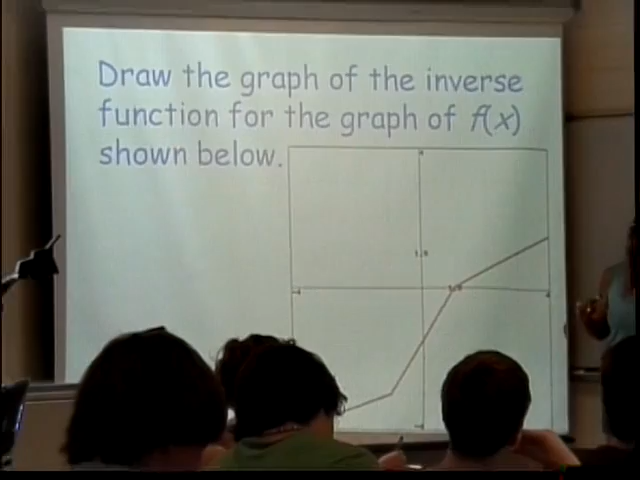 Draw the graph of the inverse
function for the graph of f(x)
shown below.